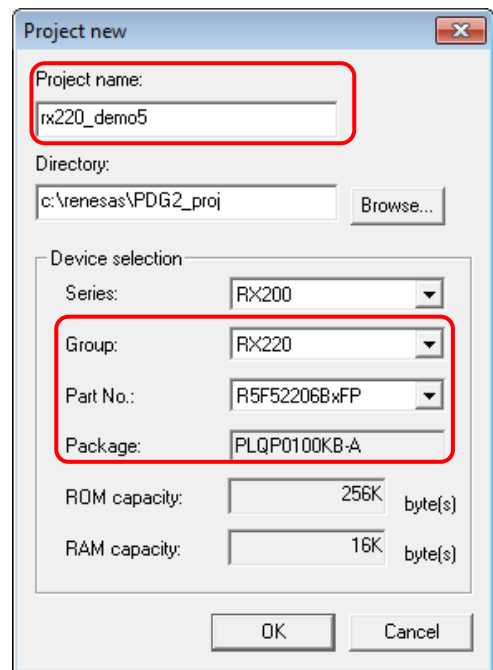 Project new
Project name:
rx220_demo5
Directory:
c:\renesas\PDG2_proj
Browse...
Device selection
Series: RX200
Group: RX220
Part No.: R5F52206BxFP
Package: PLQP0100KB-A
ROM capacity: 256K byte(s)
RAM capacity: 16K byte(s)
OK Cancel